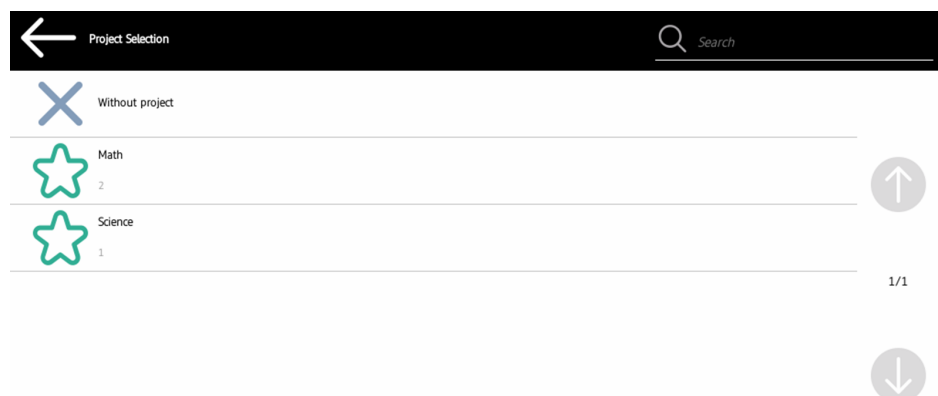 Project Selection
Search
Without project
Math
2
Science
1
1/1